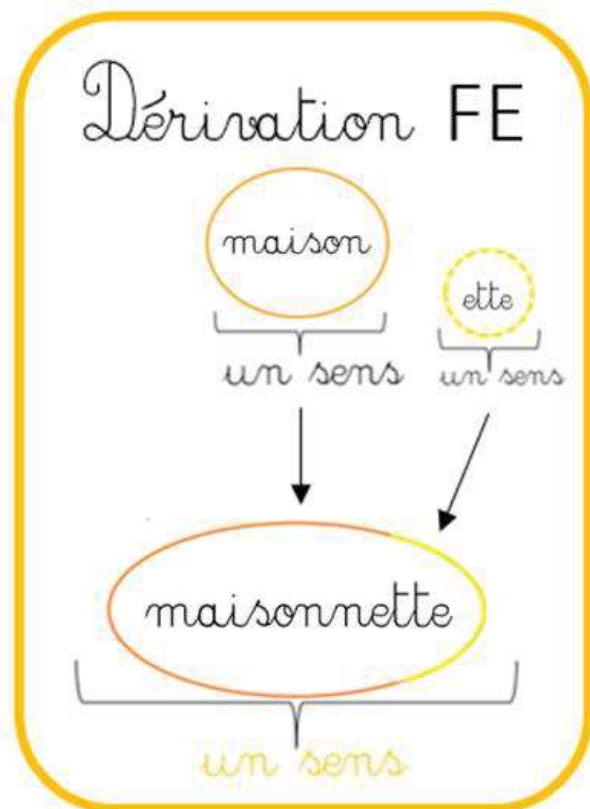 Dérivation FE
maison
ette
un sens
un sens
maisonnette
un sens